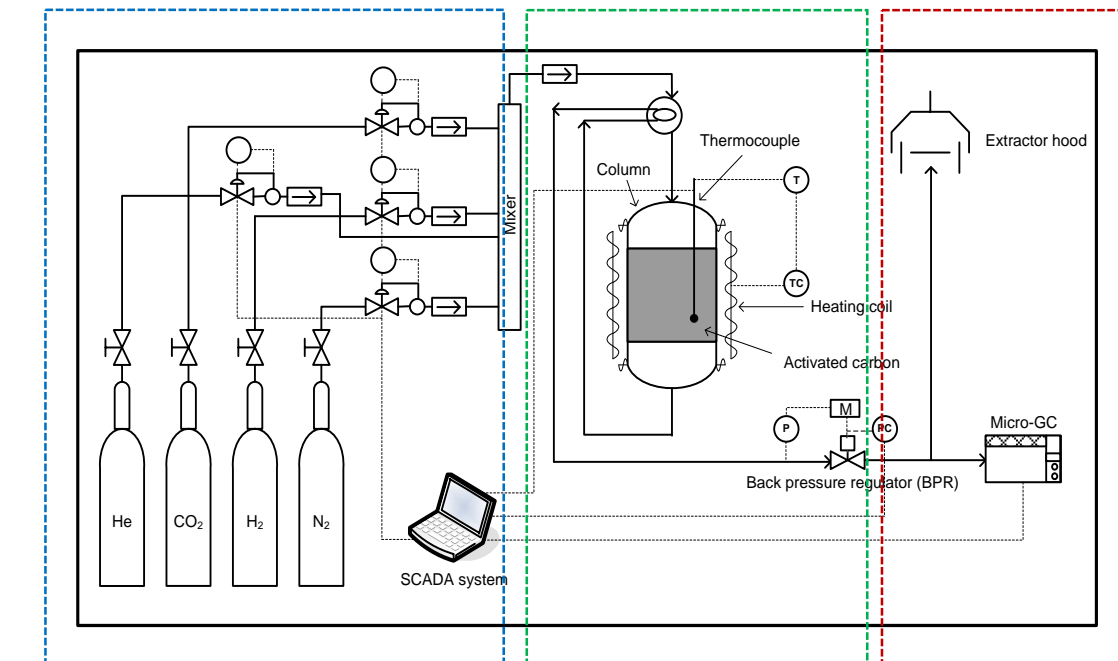 Mixer
Thermocouple
Column
T
TC
Heating coil
Activated carbon
Extractor hood
Micro-GC
M
P
PC
Back pressure regulator (BPR)
He
CO₂
H₂
N₂
SCADA system